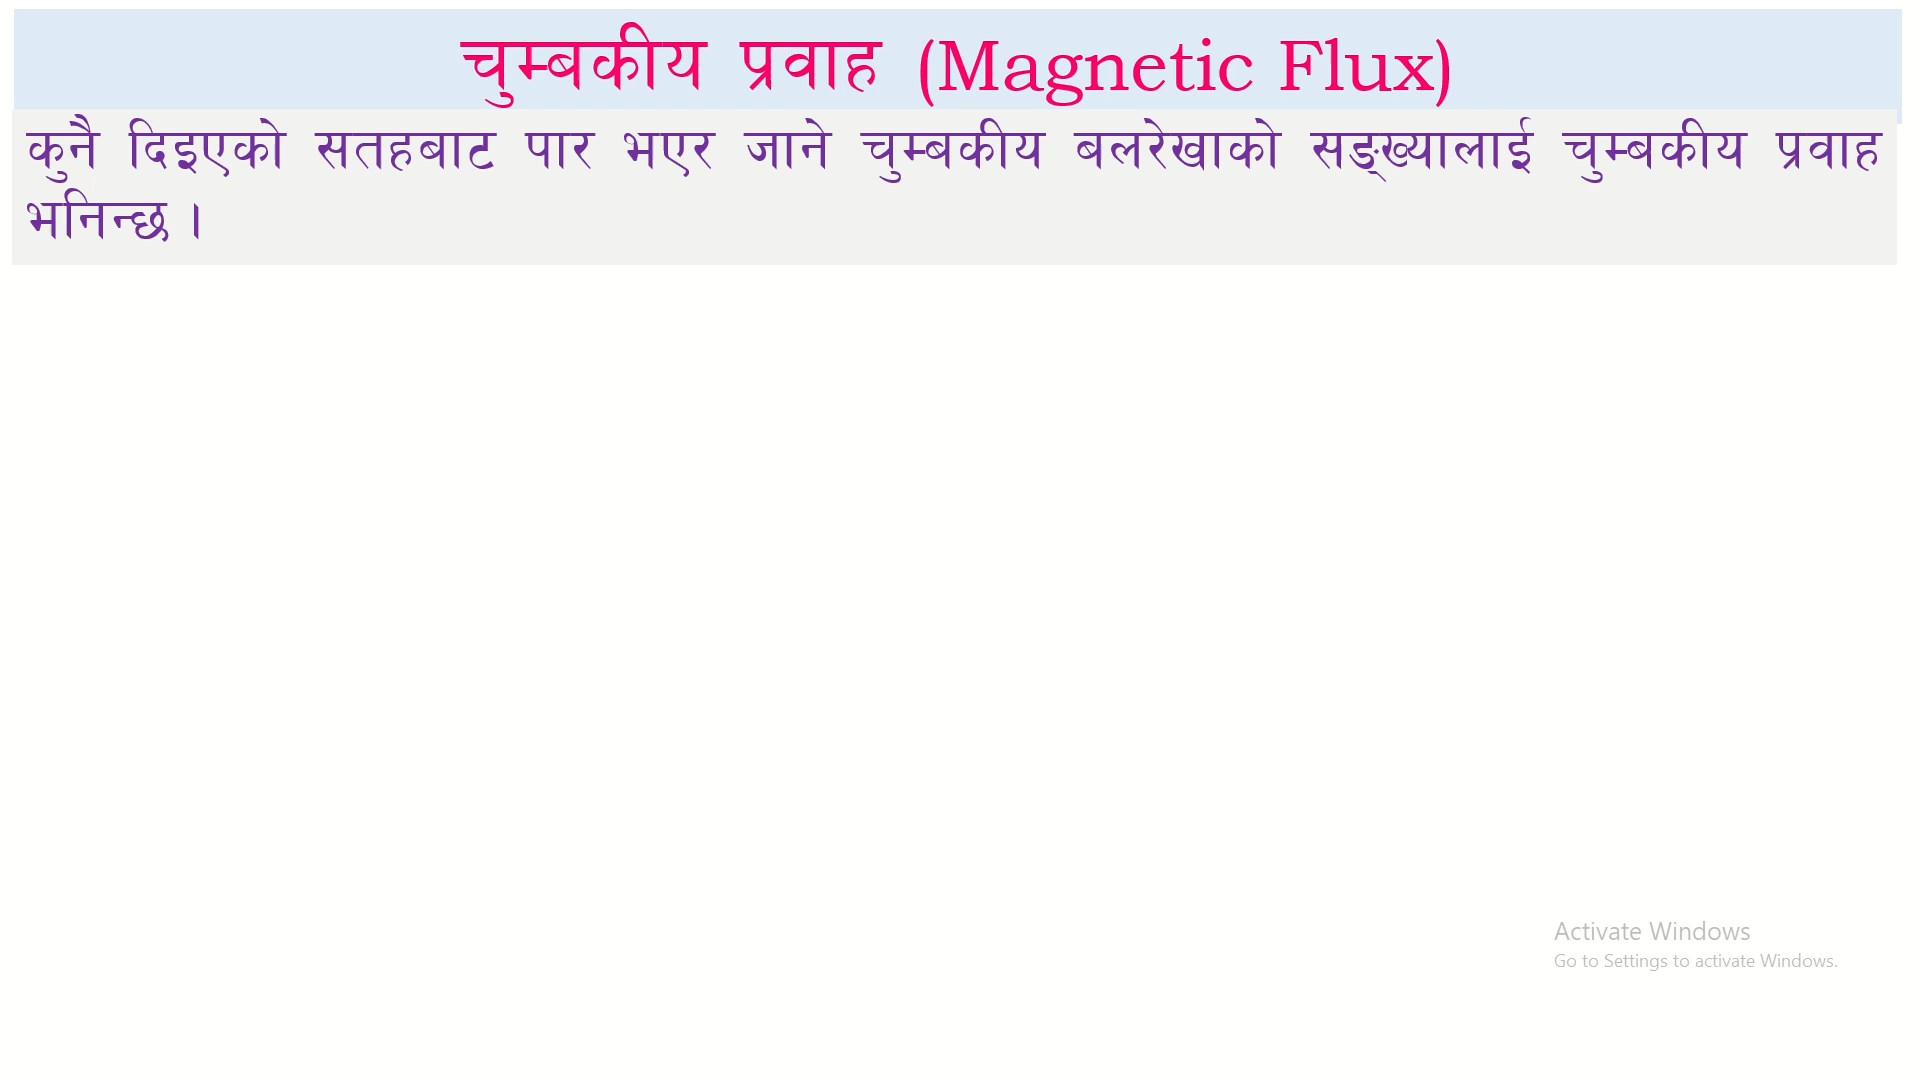 चुम्बकीय प्रवाह (Magnetic Flux)
कुनै दिइएको सतहबाट पार भएर जाने चुम्बकीय बलरेखाको सङ्ख्यालाई चुम्बकीय प्रवाह
भनिन्छ ।
Activate Windows
Go to Settings to activate Windows.